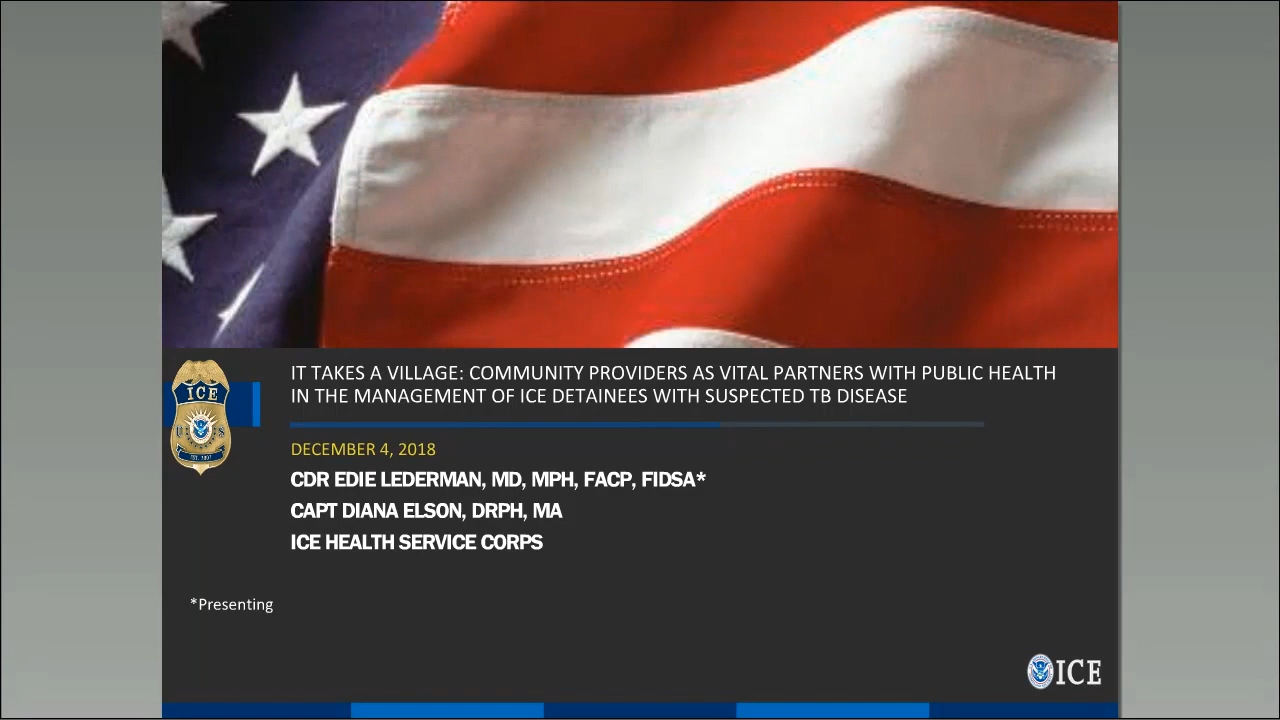 IT TAKES A VILLAGE: COMMUNITY PROVIDERS AS VITAL PARTNERS WITH PUBLIC HEALTH
IN THE MANAGEMENT OF ICE DETAINEES WITH SUSPECTED TB DISEASE
ICE
U S
DECEMBER 4, 2018
CDR EDIE LEDERMAN, MD, MPH, FACP, FIDSA*
CAPT DIANA ELSON, DRPH, MA
ICE HEALTH SERVICE CORPS
*Presenting
ICE